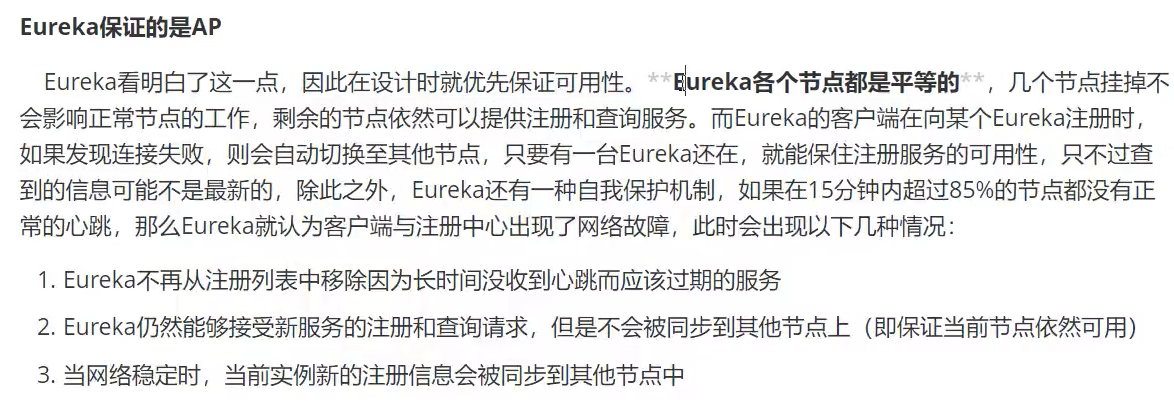 Eureka保证的是AP
Eureka看明白了这一点，因此在设计时就优先保证可用性。**Eureka各个节点都是平等的**，几个节点挂掉不
会影响正常节点的工作，剩余的节点依然可以提供注册和查询服务。而Eureka的客户端在向某个Eureka注册时，
如果发现连接失败，则会自动切换至其他节点，只要有一台Eureka还在，就能保住注册服务的可用性，只不过查
到的信息可能不是最新的，除此之外，Eureka还有一种自我保护机制，如果在15分钟内超过85%的节点都没有正
常的心跳，那么Eureka就认为客户端与注册中心出现了网络故障，此时会出现以下几种情况：
1. Eureka不再从注册列表中移除因为长时间没收到心跳而应该过期的服务
2. Eureka仍然能够接受新服务的注册和查询请求，但是不会被同步到其他节点上（即保证当前节点依然可用）
3. 当网络稳定时，当前实例新的注册信息会被同步到其他节点中